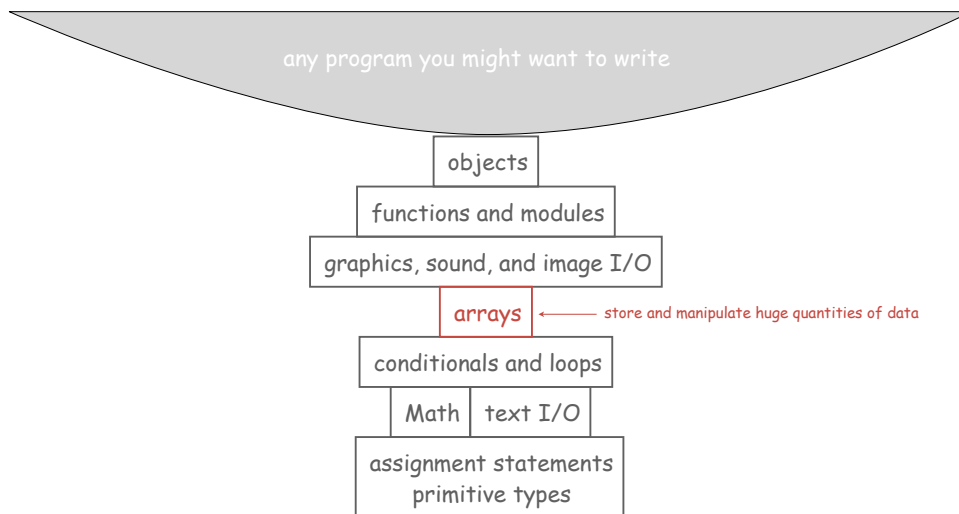 any program you might want to write
objects
functions and modules
graphics, sound, and image I/O
arrays
store and manipulate huge quantities of data
conditionals and loops
Math
text I/O
assignment statements
primitive types